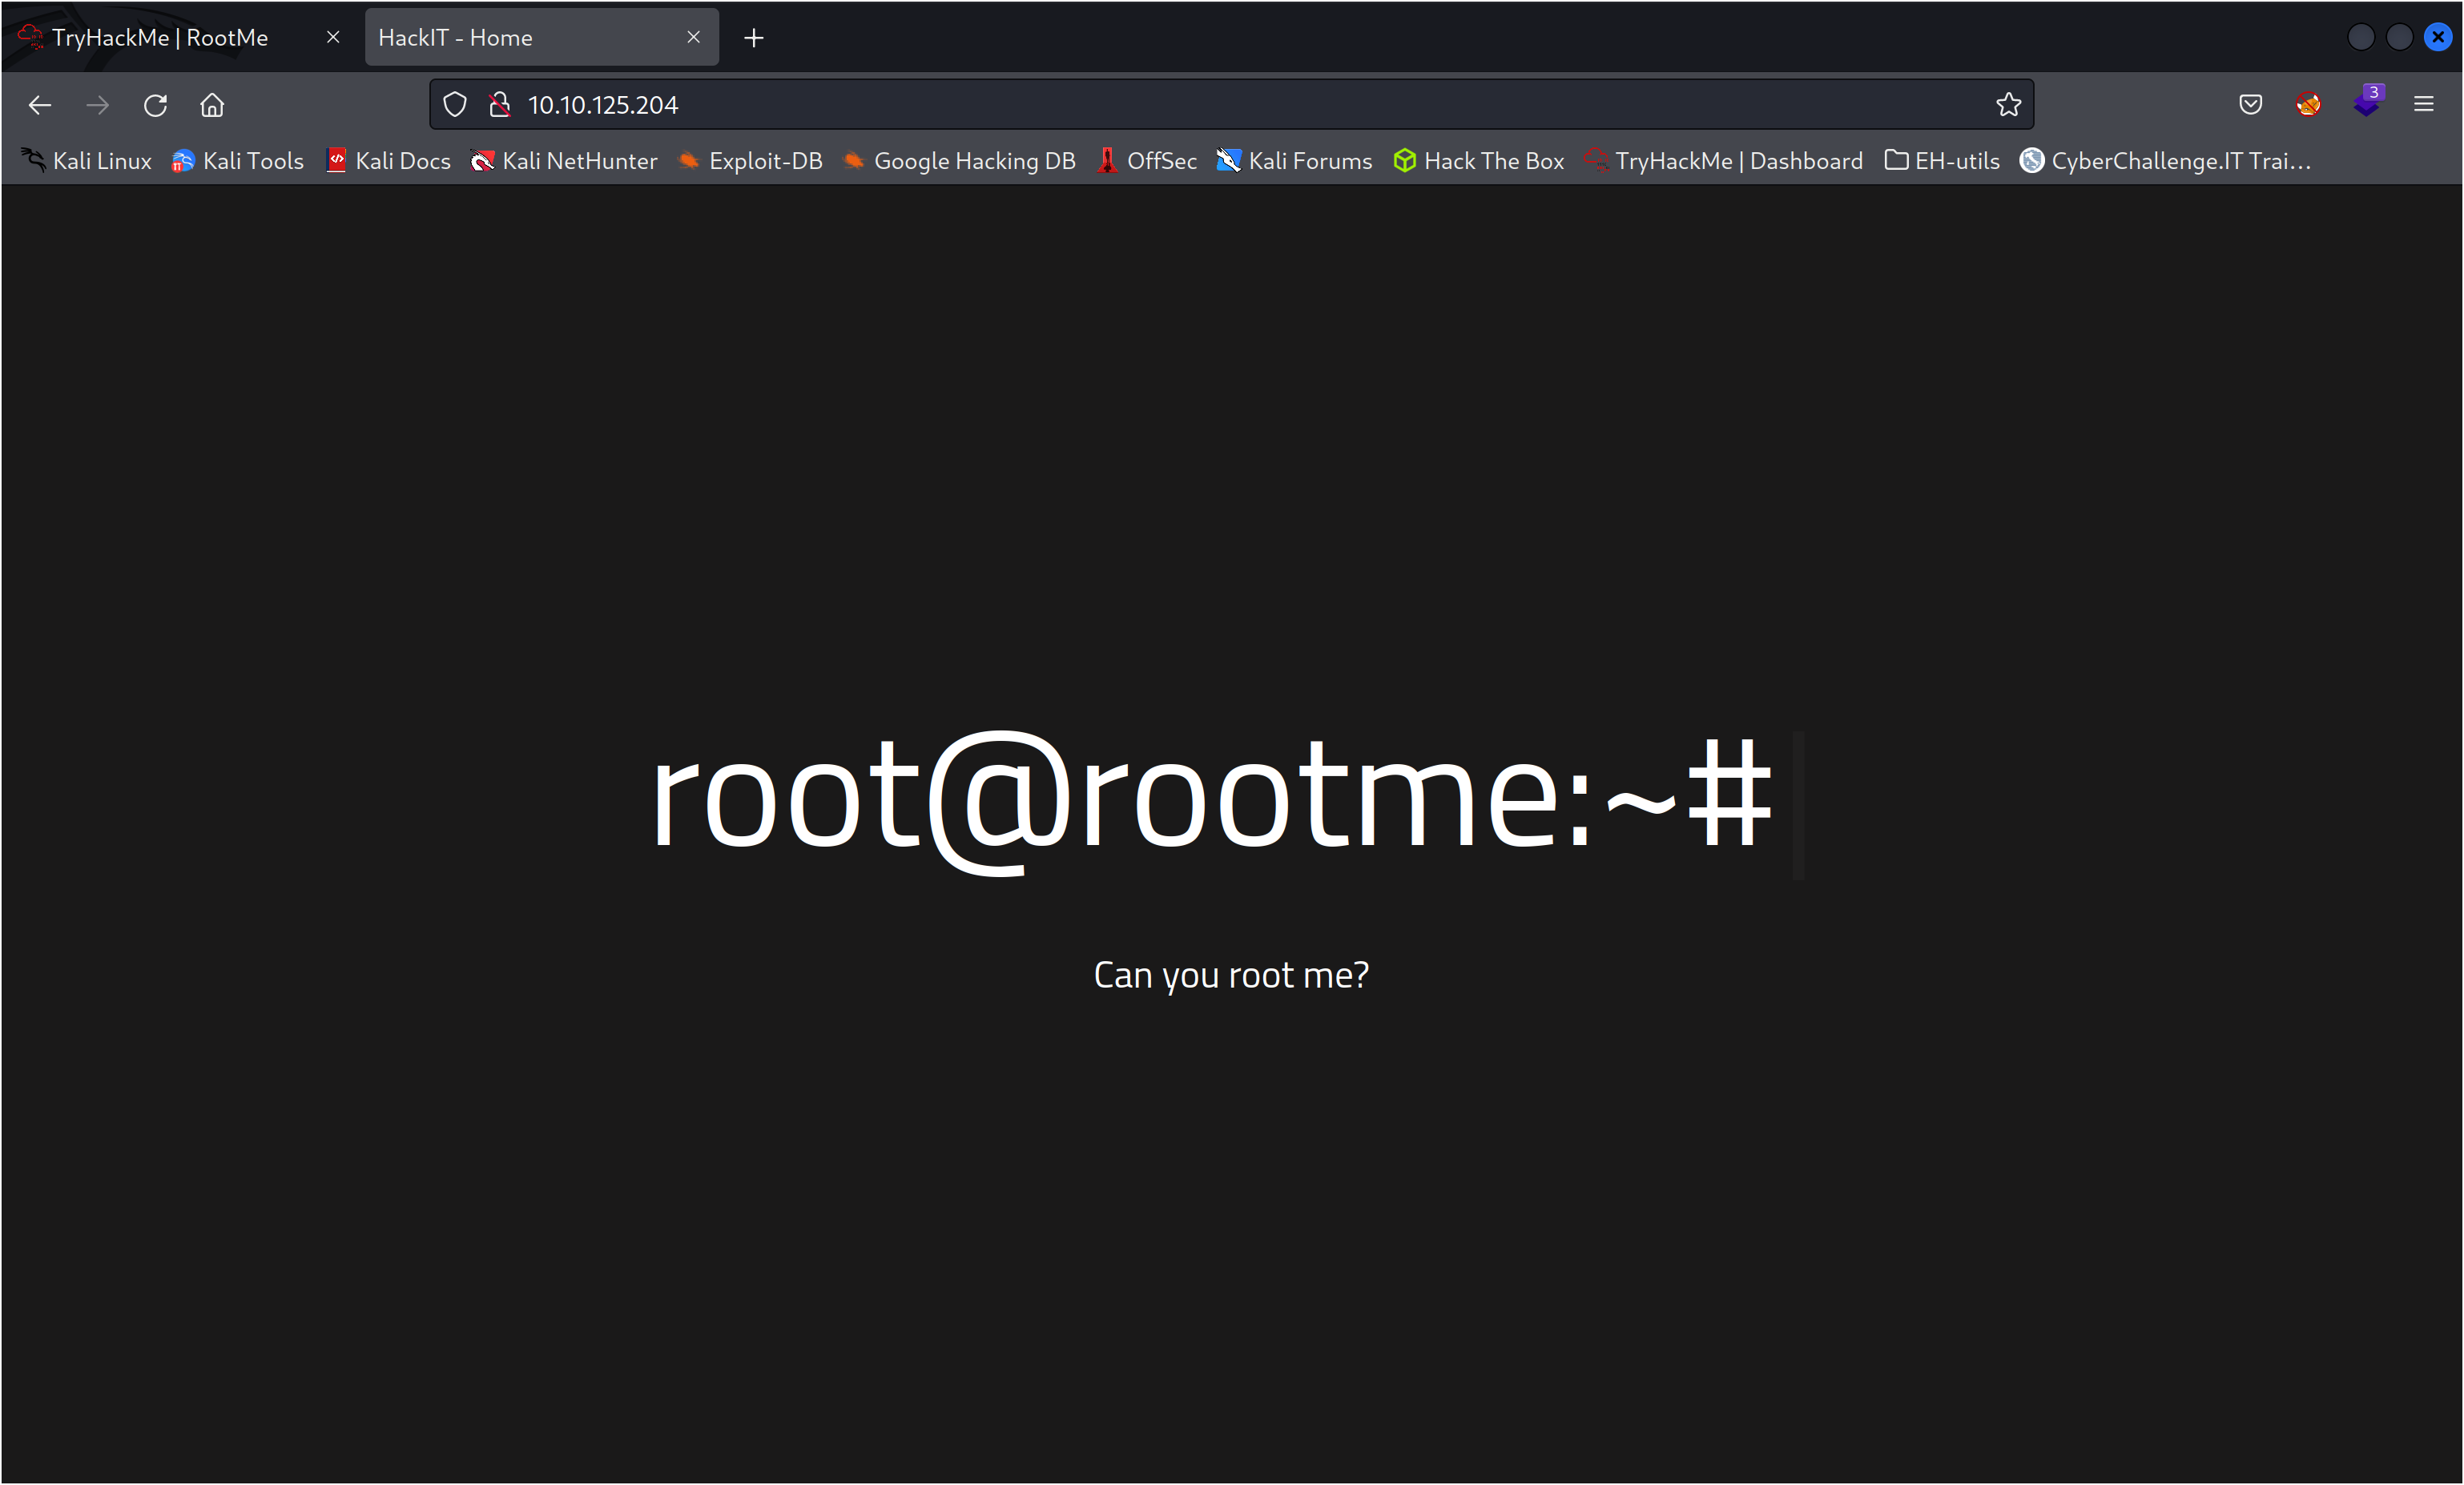 TryHackMe | RootMe
HackIT - Home
10.10.125.204
3
Kali Linux Kali Tools Kali Docs Kali NetHunter Exploit-DB Google Hacking DB OffSec Kali Forums Hack The Box TryHackMe | Dashboard EH-utils CyberChallenge.IT Trai...
root@rootme:~#
Can you root me?